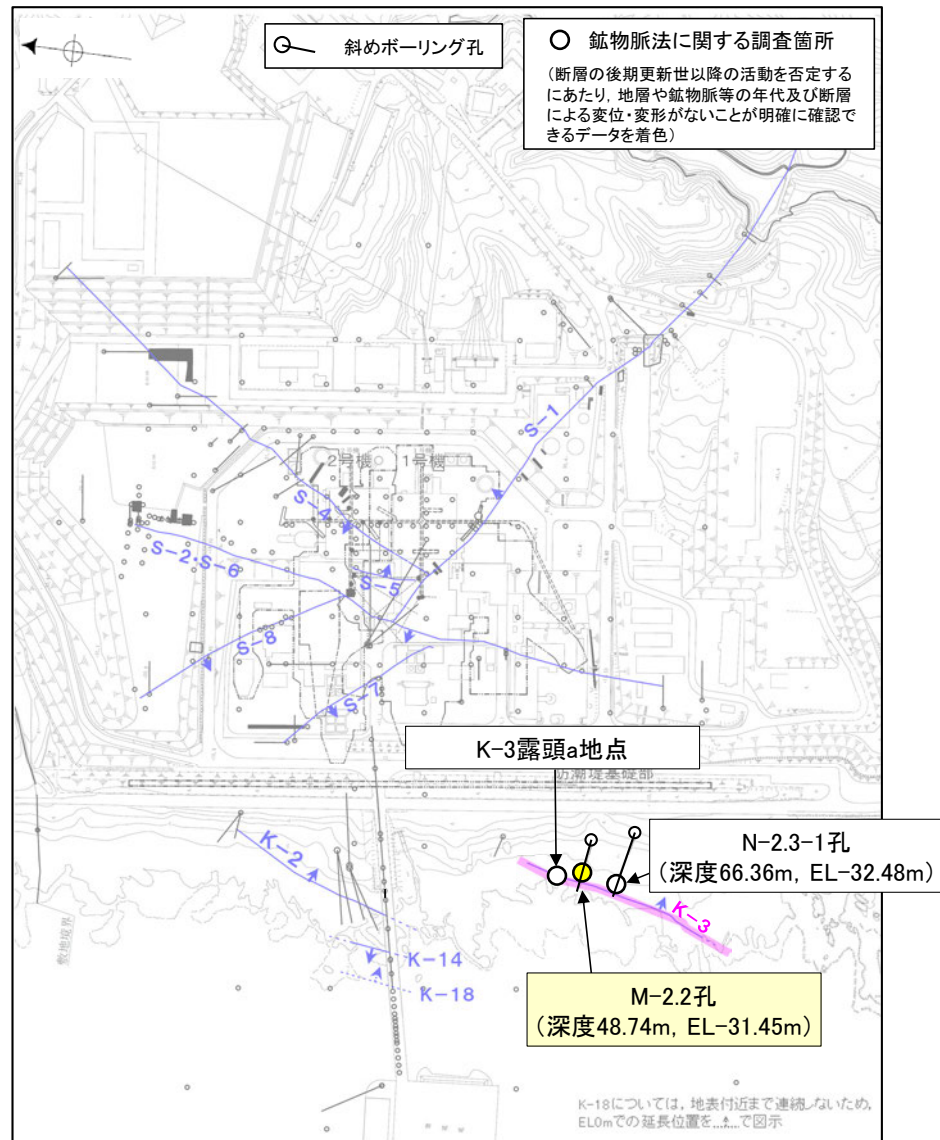 斜めボーリング孔
鉱物脈法に関する調査箇所
(断層の後期更新世以降の活動を否定する
にあたり，地層や鉱物脈等の年代及び断層
による変位・変形がないことが明確に確認で
きるデータを着色)
S-1
2号機
1号機
S-4
S-2・S-6
S-5
S-8
S-7
K-3露頭a地点
防潮堤基礎部
K-2
N-2.3-1孔
(深度66.36m，EL-32.48m)
K-3
敷地境界
K-14
K-18
M-2.2孔
(深度48.74m，EL-31.45m)
K-18については，地表付近まで連続しないため，
EL0mでの延長位置を
で図示